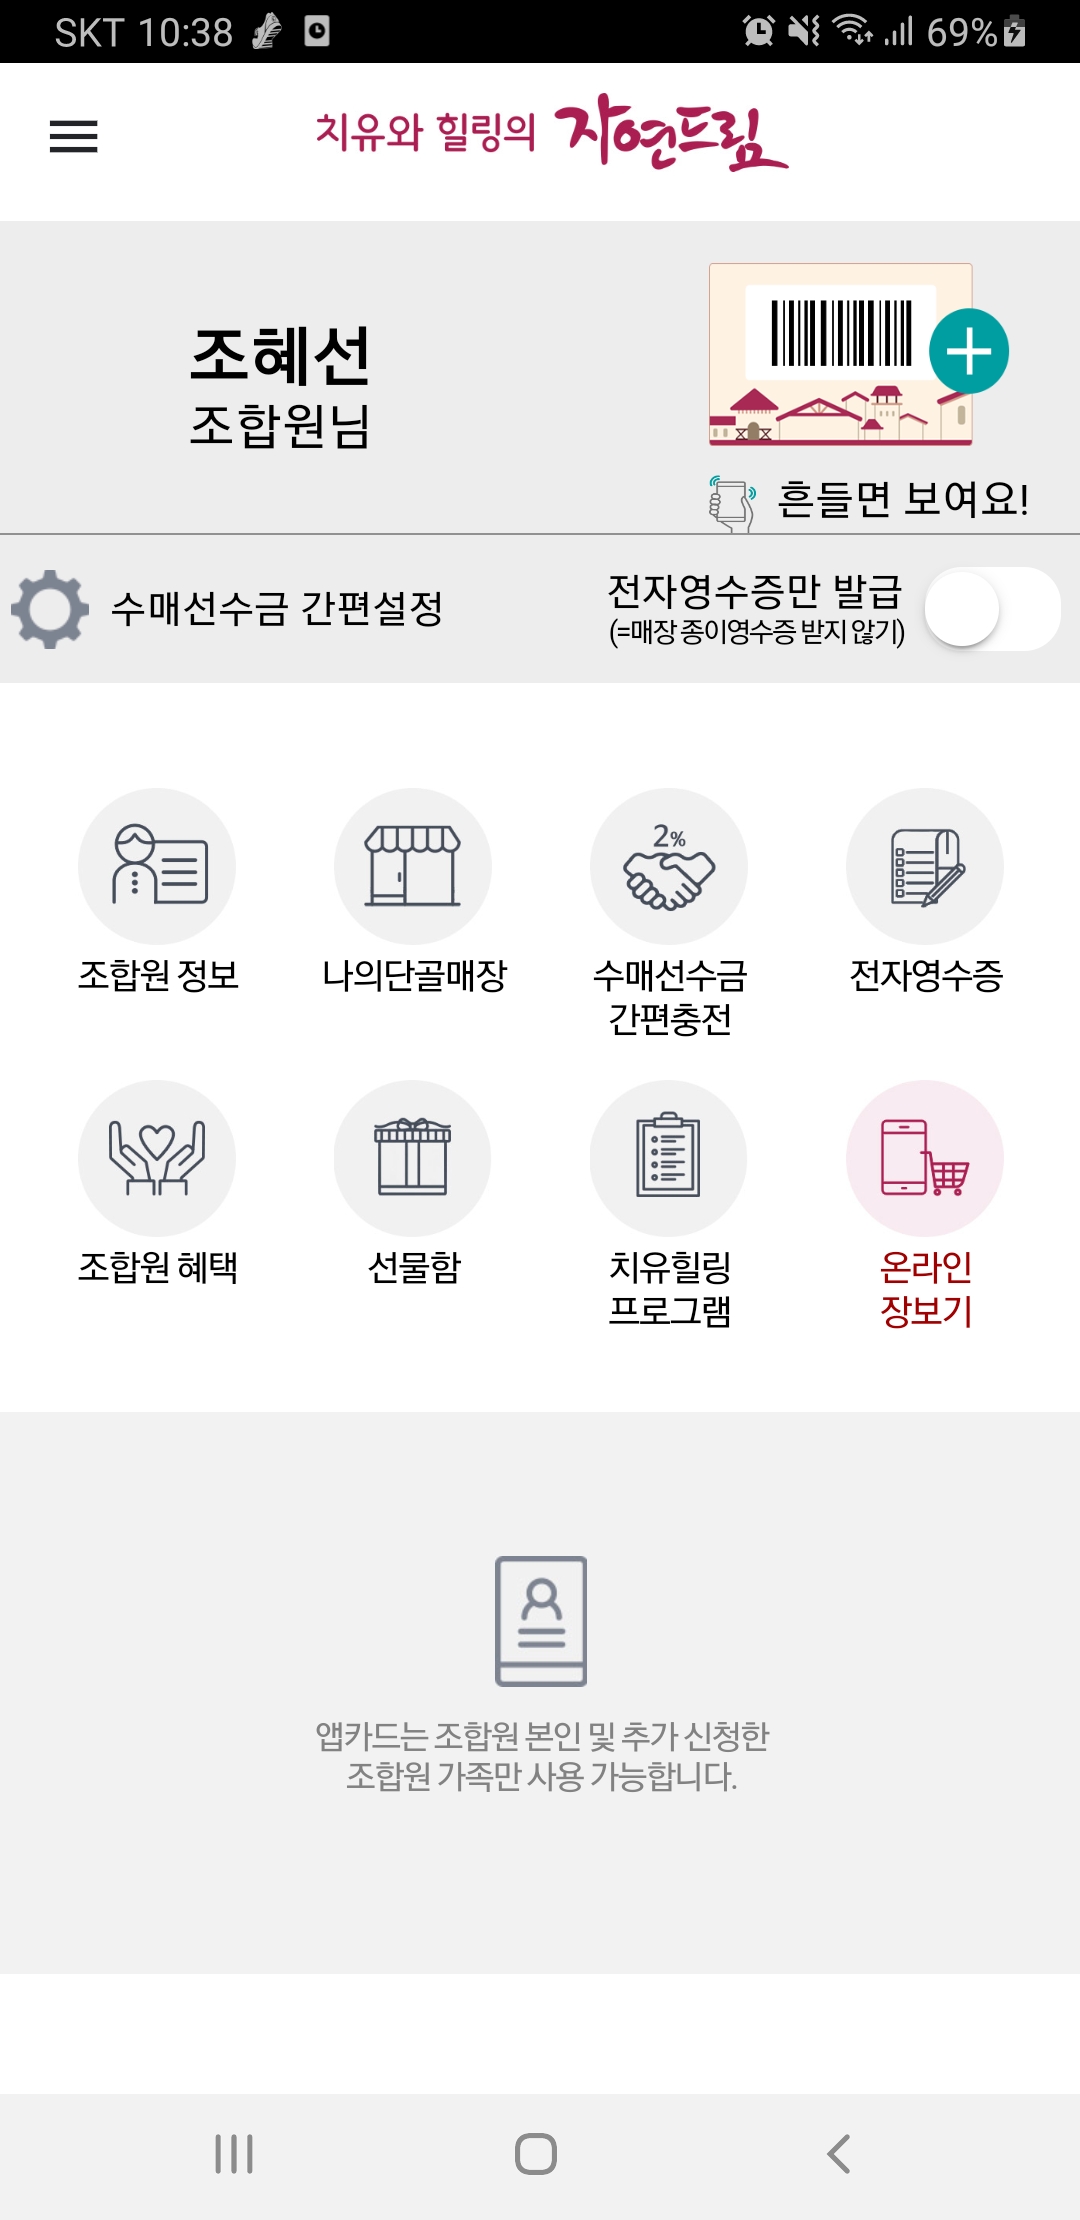 SKT 10:38
69%
치유와 힐링의 자연드림
조혜선
조합원님
흔들면 보여요!
수매선수금 간편설정
전자영수증만 발급
(=매장 종이영수증 받지 않기)
조합원 정보
나의단골매장
2%
수매선수금
간편충전
전자영수증
조합원 혜택
선물함
치유힐링
프로그램
온라인
장보기
앱카드는 조합원 본인 및 추가 신청한
조합원 가족만 사용 가능합니다.